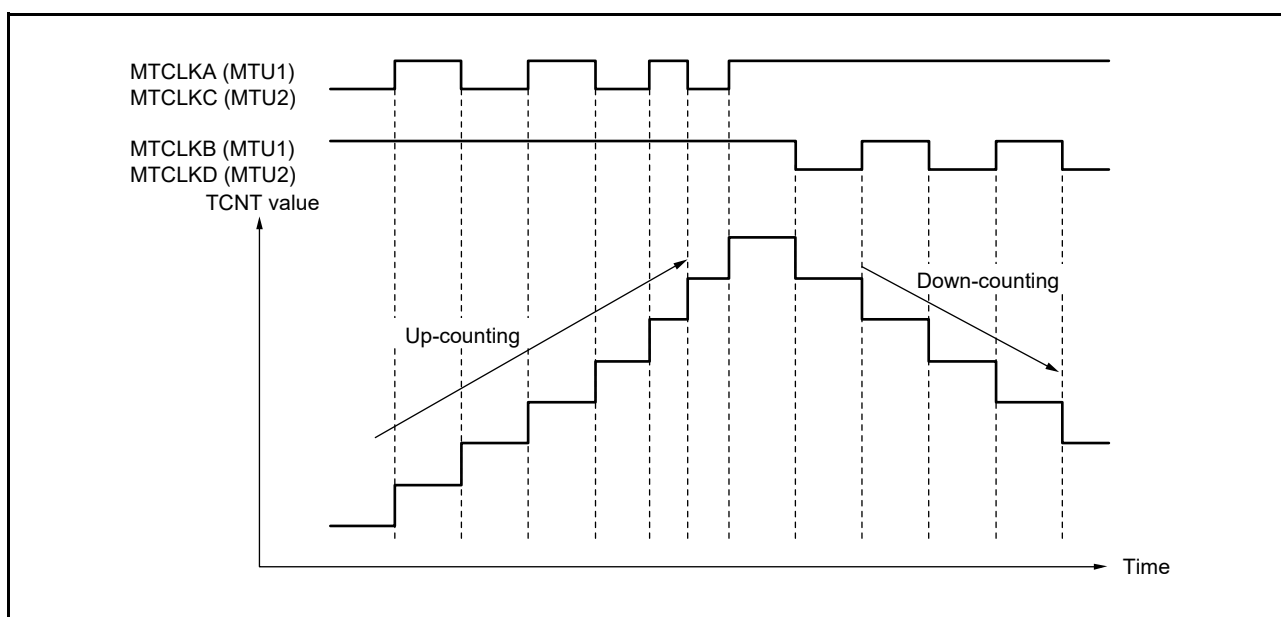 MTCLKA (MTU1)
MTCLKC (MTU2)
MTCLKB (MTU1)
MTCLKD (MTU2)
TCNT value
Down-counting
Up-counting
Time